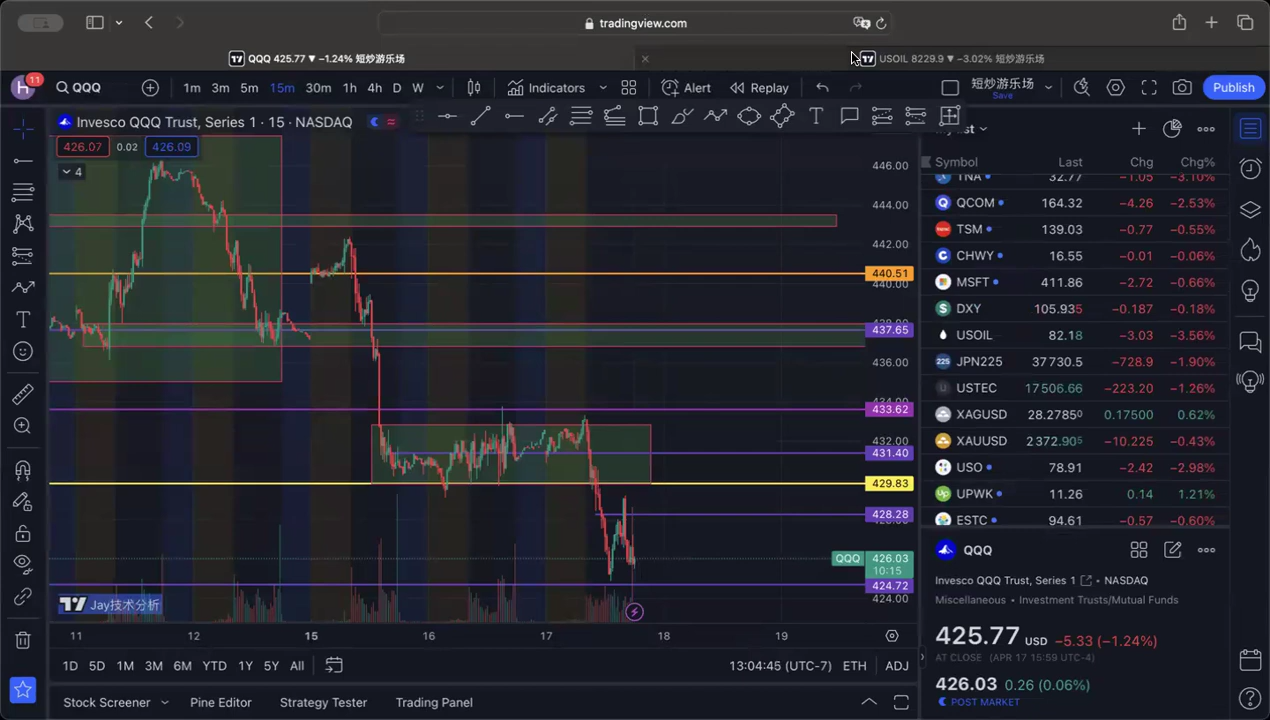 tradingview.com
QQQ 425.77 ▼ −1.24% 短炒游乐场
USOIL 8229.9 ▼ −3.02% 短炒游乐场
H
11
QQQ
1m 3m 5m 15m 30m 1h 4h D W
Indicators
Alert
Replay
短炒游乐场
Save
Publish
Invesco QQQ Trust, Series 1 · 15 · NASDAQ
426.07 0.02 426.09
4
446.00
444.00
442.00
440.51
440.00
437.65
436.00
433.62
432.00
431.40
429.83
428.28
QQQ 426.03
10:15
424.72
424.00
Jay技术分析
11 12 15 16 17 18 19
1D 5D 1M 3M 6M YTD 1Y 5Y All
13:04:45 (UTC-7) ETH ADJ
Stock Screener
Pine Editor
Strategy Tester
Trading Panel
Symbol Last Chg Chg%
TNA 32.77 −1.05 −3.10%
QCOM 164.32 −4.26 −2.53%
TSM 139.03 −0.77 −0.55%
CHWY 16.55 −0.01 −0.06%
MSFT 411.86 −2.72 −0.66%
DXY 105.935 −0.187 −0.18%
USOIL 82.18 −3.03 −3.56%
JPN225 37730.5 −728.9 −1.90%
USTEC 17506.66 −223.20 −1.26%
XAGUSD 28.27850 0.17500 0.62%
XAUUSD 2372.905 −10.225 −0.43%
USO 78.91 −2.42 −2.98%
UPWK 11.26 0.14 1.21%
ESTC 94.61 −0.57 −0.60%
QQQ
Invesco QQQ Trust, Series 1 • NASDAQ
Miscellaneous • Investment Trusts/Mutual Funds
425.77 USD −5.33 (−1.24%)
AT CLOSE (APR 17 15:59 UTC-4)
426.03 0.26 (0.06%)
POST MARKET